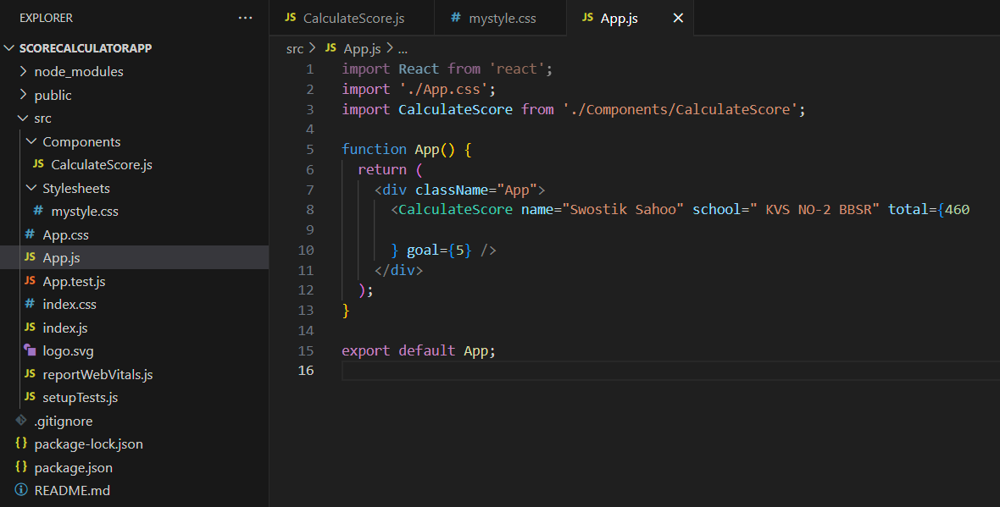 EXPLORER ...
SCORECALCULATORAPP
node_modules
public
src
Components
JS CalculateScore.js
Stylesheets
# mystyle.css
# App.css
JS App.js
JS App.test.js
# index.css
JS index.js
logo.svg
JS reportWebVitals.js
JS setupTests.js
.gitignore
{} package-lock.json
{} package.json
README.md
JS CalculateScore.js # mystyle.css JS App.js ×
src > JS App.js > ...
1 import React from 'react';
2 import './App.css';
3 import CalculateScore from './Components/CalculateScore';
4
5 function App() {
6 return (
7 <div className="App">
8 <CalculateScore name="Swostik Sahoo" school=" KVS NO-2 BBSR" total={460
9
10 } goal={5} />
11 </div>
12 );
13 }
14
15 export default App;
16